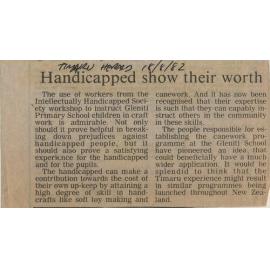 Timaru Herald 18/8/82
Handicapped show their worth
The use of workers from the
Intellectually Handicapped Soci-
ety workshop to instruct Gleniti
Primary School children in craft
work is admirable. Not only
should it prove helpful in break-
ing down prejudices against
handicapped people, but it
should also prove a satisfying
experience for the handicapped
and for the pupils.
The handicapped can make a
contribution towards the cost of
their own up-keep by attaining a
high degree of skill in hand-
crafts like soft toy making and
canework. And it has now been
recognised that their expertise
is such that they can capably in-
struct others in the community
in these skills.
The people responsible for es-
tablishing the canework pro-
gramme at the Gleniti School
have pioneered an idea, that
could beneficially have a much
wider application. It would be
splendid to think that the
Timaru experience might result
in similar programmes being
launched throughout New Zea-
land.